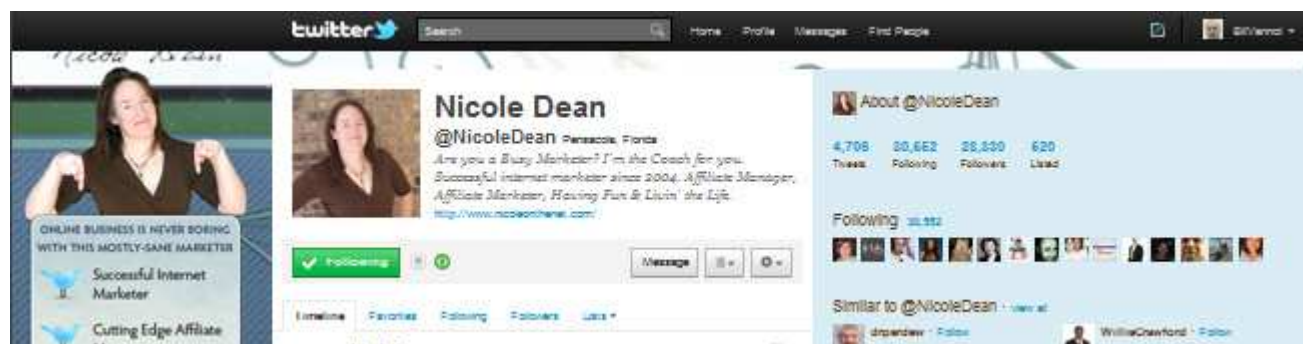 twitter
Search
Home Profile Messages Find People
Nicole Dean
Nicole Dean
@NicoleDean Pensacola, Florida
Are you a Busy Marketer? I'm the Coach for you.
Successful internet marketer since 2004. Affiliate Manager,
Affiliate Marketer, Having Fun & Livin' the Life.
http://www.nicoleonthenet.com/
Following
Message
Timeline Favorites Following Followers Lists
ONLINE BUSINESS IS NEVER BORING
WITH THIS MOSTLY-SANE MARKETER
Successful Internet
Marketer
Cutting Edge Affiliate
About @NicoleDean
4,706
Tweets Following Followers Listed
620
Following
Similar to @NicoleDean · view all
drperdew · Follow
WillieCrawford · Follow